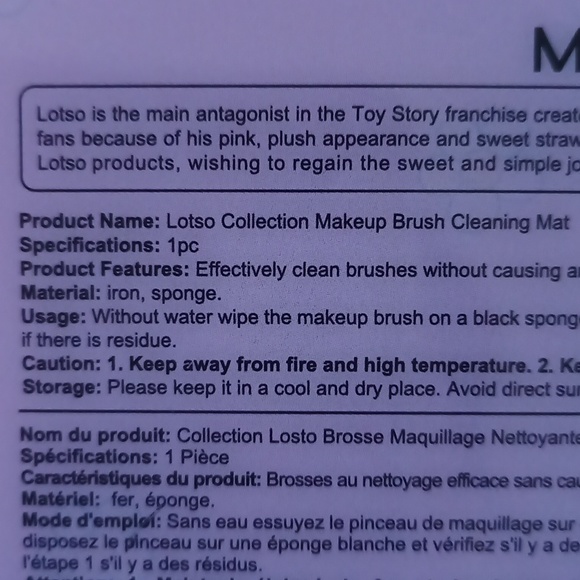 M
Lotso is the main antagonist in the Toy Story franchise creat
fans because of his pink, plush appearance and sweet straw
Lotso products, wishing to regain the sweet and simple jo
Product Name: Lotso Collection Makeup Brush Cleaning Mat
Specifications: 1pc
Product Features: Effectively clean brushes without causing a
Material: iron, sponge.
Usage: Without water wipe the makeup brush on a black spong
if there is residue.
Caution: 1. Keep away from fire and high temperature. 2. Ke
Storage: Please keep it in a cool and dry place. Avoid direct su
Nom du produit: Collection Losto Brosse Maquillage Nettoyante
Spécifications: 1 Pièce
Caractéristiques du produit: Brosses au nettoyage efficace sans cau
Matériel: fer, éponge.
Mode d'emploi: Sans eau essuyez le pinceau de maquillage sur
disposez le pinceau sur une éponge blanche et vérifiez s'il y a de
l'étape 1 s'il y a des résidus.